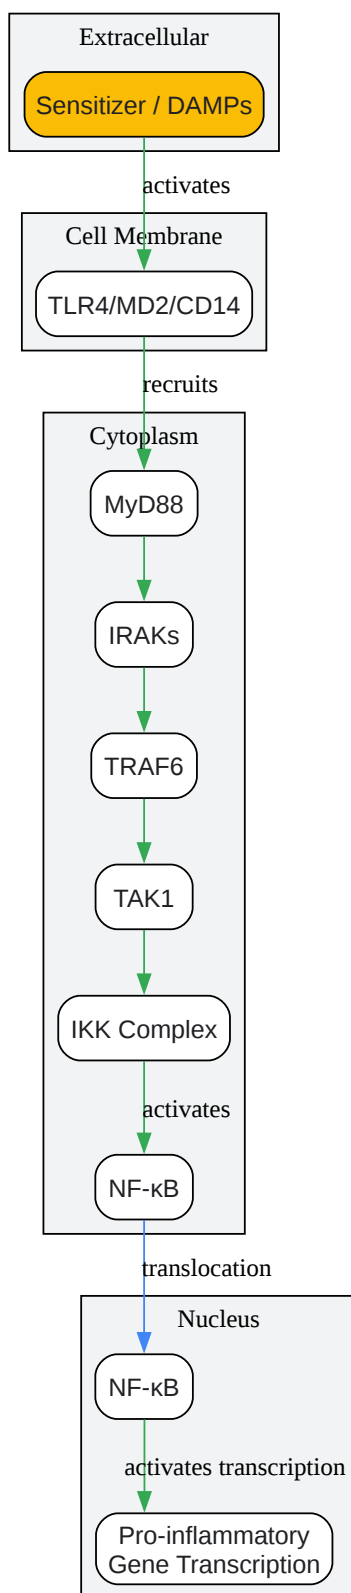 Extracellular
Sensitizer / DAMPs
activates
Cell Membrane
TLR4/MD2/CD14
recruits
Cytoplasm
MyD88
IRAKs
TRAF6
TAK1
IKK Complex
activates
NF-κB
translocation
Nucleus
NF-κB
activates transcription
Pro-inflammatory
Gene Transcription